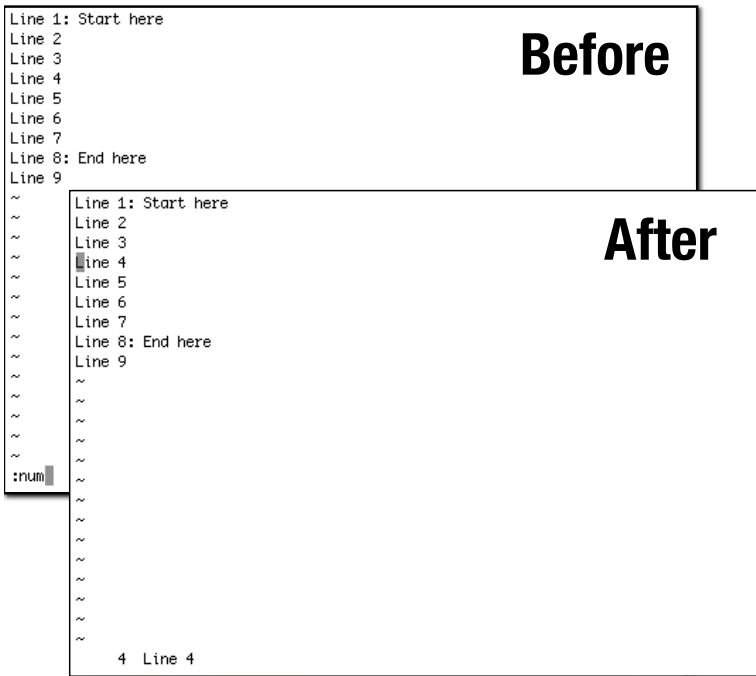 Before
Line 1: Start here
Line 2
Line 3
Line 4
Line 5
Line 6
Line 7
Line 8: End here
Line 9
~
~
~
~
~
~
~
~
~
~
~
~
~
~
:num
After
Line 1: Start here
Line 2
Line 3
Line 4
Line 5
Line 6
Line 7
Line 8: End here
Line 9
~
~
~
~
~
~
~
~
~
~
~
~
~
~
4 Line 4